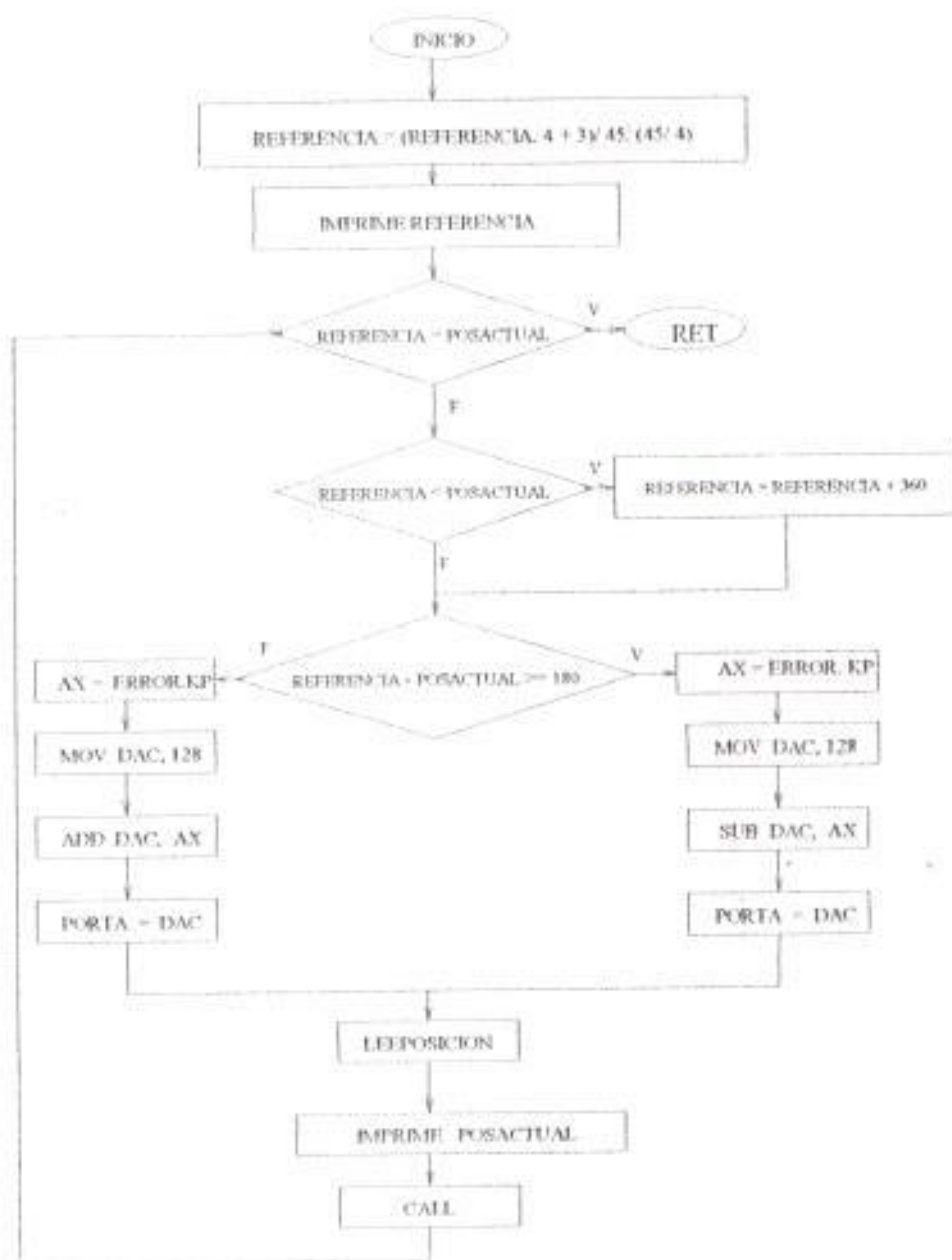 INICIO
REFERENCIA = (REFERENCIA. 4 + 3)/ 45. (45/ 4)
IMPRIME REFERENCIA
REFERENCIA = POSACTUAL
V
RET
F
REFERENCIA < POSACTUAL
V
REFERENCIA = REFERENCIA + 360
F
F
REFERENCIA - POSACTUAL >= 180
V
AX = ERROR.KP
AX = ERROR. KP
MOV DAC, 128
MOV DAC, 128
ADD DAC, AX
SUB DAC, AX
PORTA = DAC
PORTA = DAC
LEEPOSICION
IMPRIME POSACTUAL
CALL